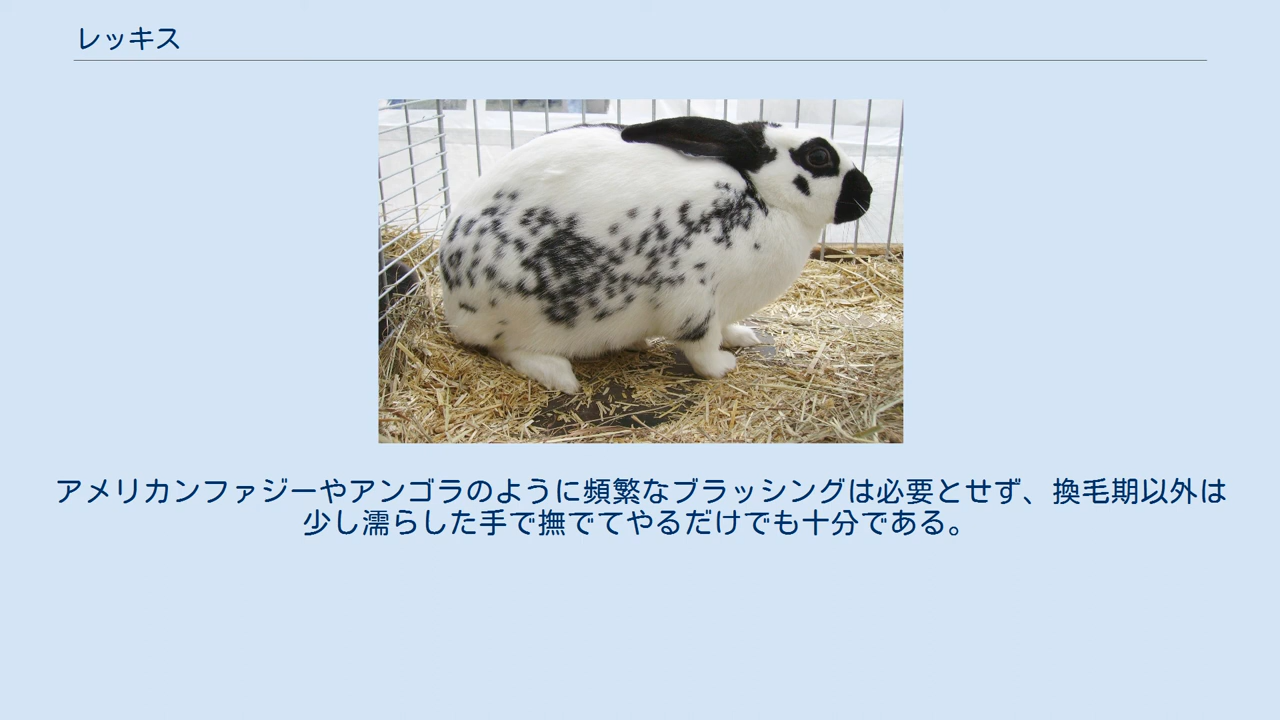 レッキス
アメリカンファジーやアンゴラのように頻繁なブラッシングは必要とせず、換毛期以外は
少し濡らした手で撫でてやるだけでも十分である。